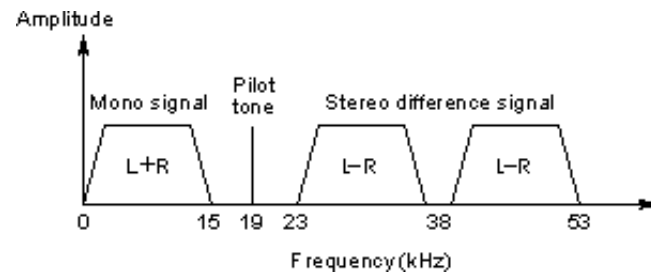 Amplitude
Pilot
Mono signal tone Stereo difference signal
L+R L−R L−R
0 15 19 23 38 53
Frequency(kHz)